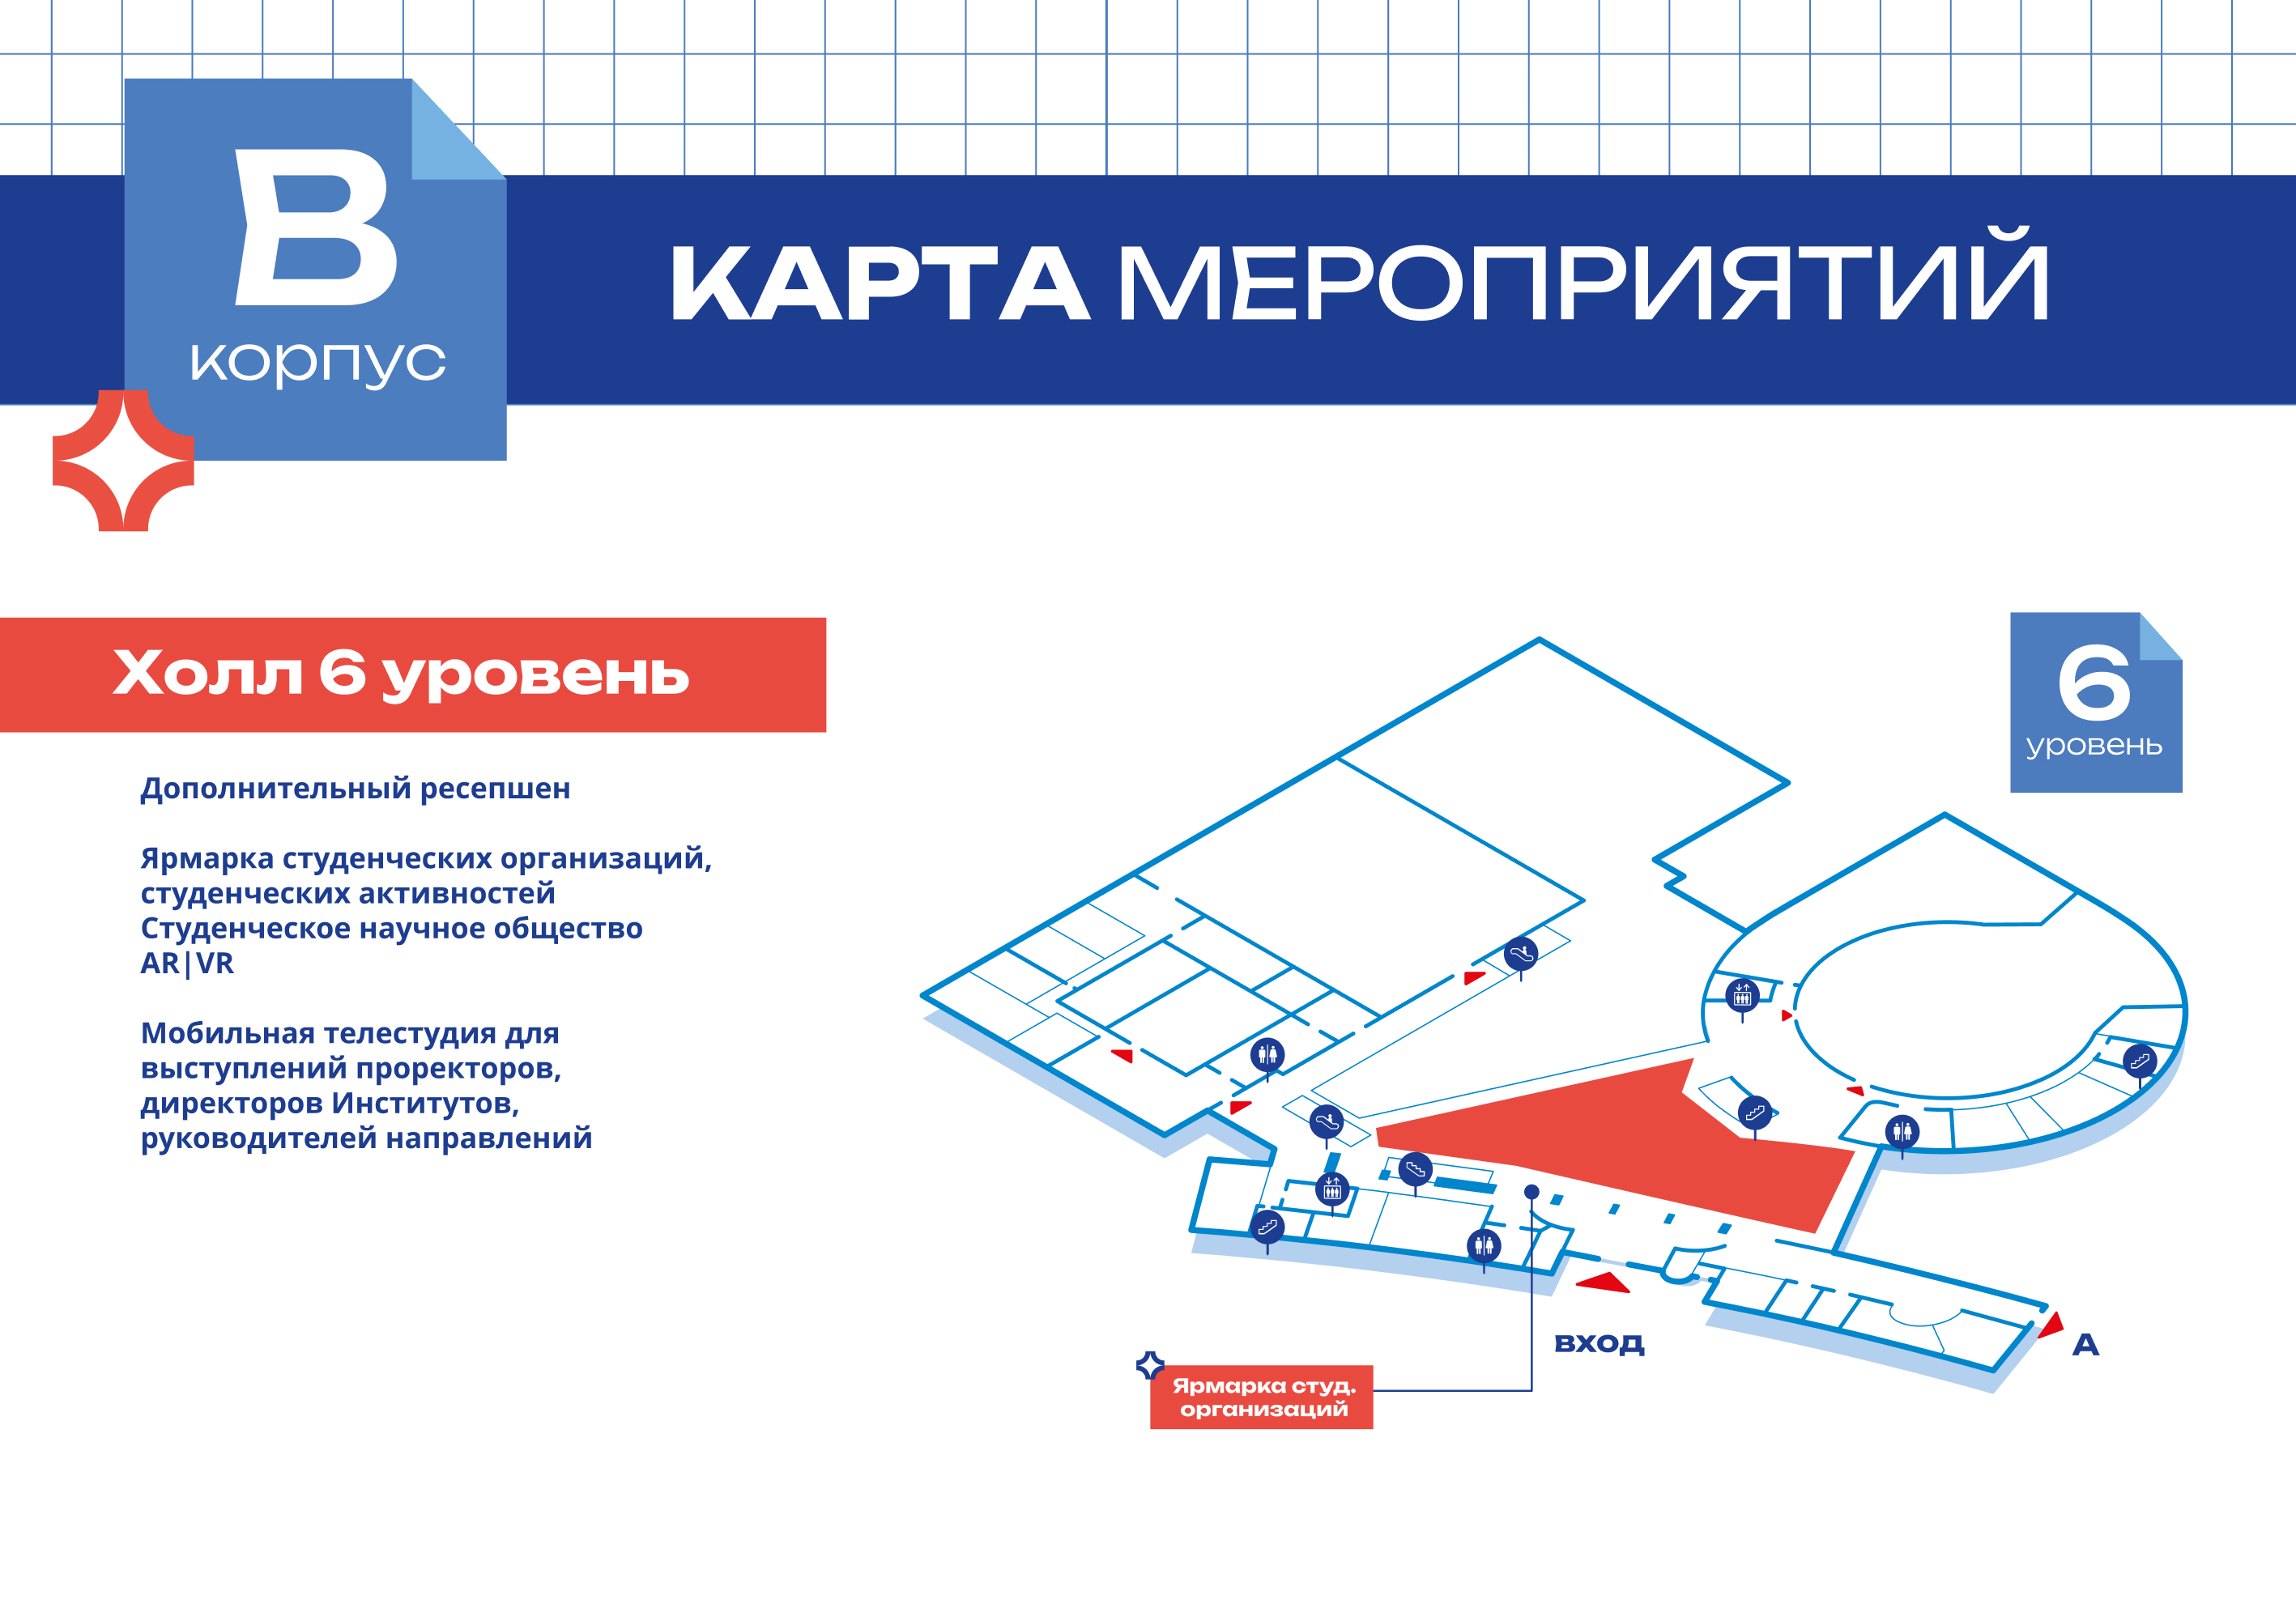 В
корпус
КАРТА МЕРОПРИЯТИЙ
Холл 6 уровень
Дополнительный ресепшен
Ярмарка студенческих организаций,
студенческих активностей
Студенческое научное общество
AR|VR
Мобильная телестудия для
выступлений проректоров,
директоров Институтов,
руководителей направлений
6
уровень
вход
А
Ярмарка студ.
организаций